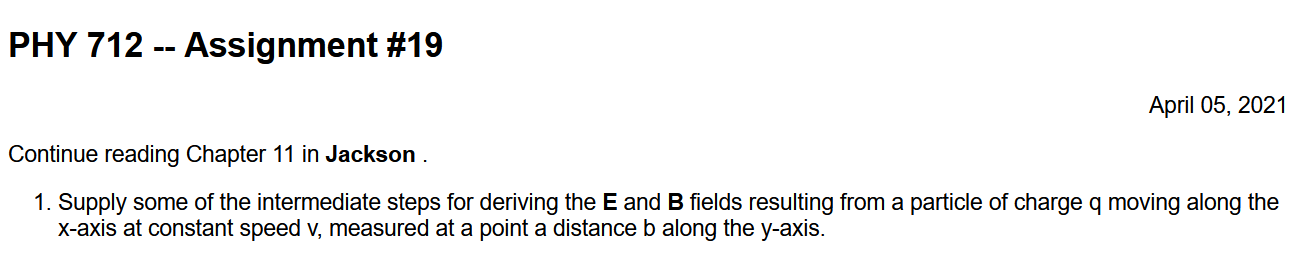 PHY 712 -- Assignment #19
April 05, 2021
Continue reading Chapter 11 in Jackson .
1. Supply some of the intermediate steps for deriving the E and B fields resulting from a particle of charge q moving along the
x-axis at constant speed v, measured at a point a distance b along the y-axis.